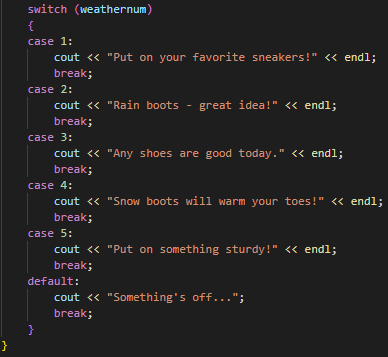 switch (weathernum)
{
case 1:
    cout << "Put on your favorite sneakers!" << endl;
    break;
case 2:
    cout << "Rain boots - great idea!" << endl;
    break;
case 3:
    cout << "Any shoes are good today." << endl;
    break;
case 4:
    cout << "Snow boots will warm your toes!" << endl;
    break;
case 5:
    cout << "Put on something sturdy!" << endl;
    break;
default:
    cout << "Something's off...";
    break;
}
}